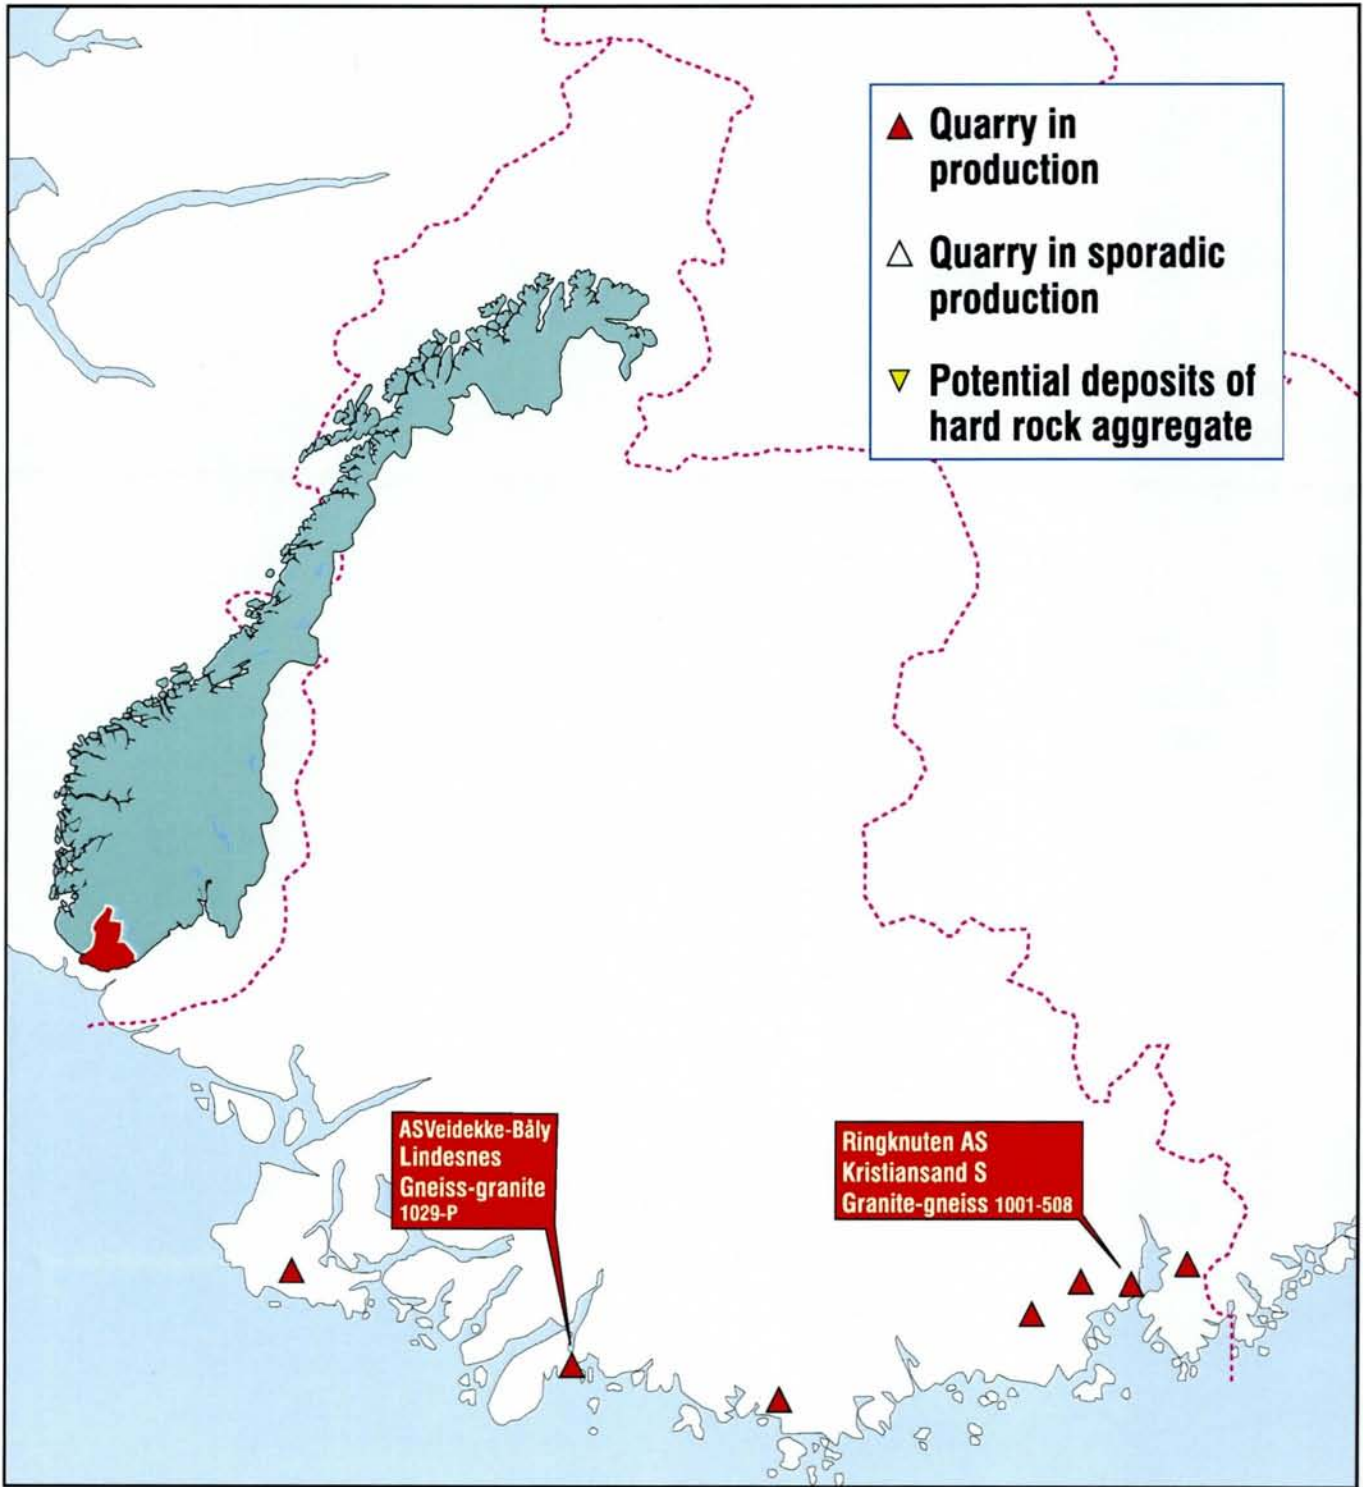 Quarry in
production
Quarry in sporadic
production
Potential deposits of
hard rock aggregate
ASVeidekke-Båly
Lindesnes
Gneiss-granite
1029-P
Ringknuten AS
Kristiansand S
Granite-gneiss 1001-508